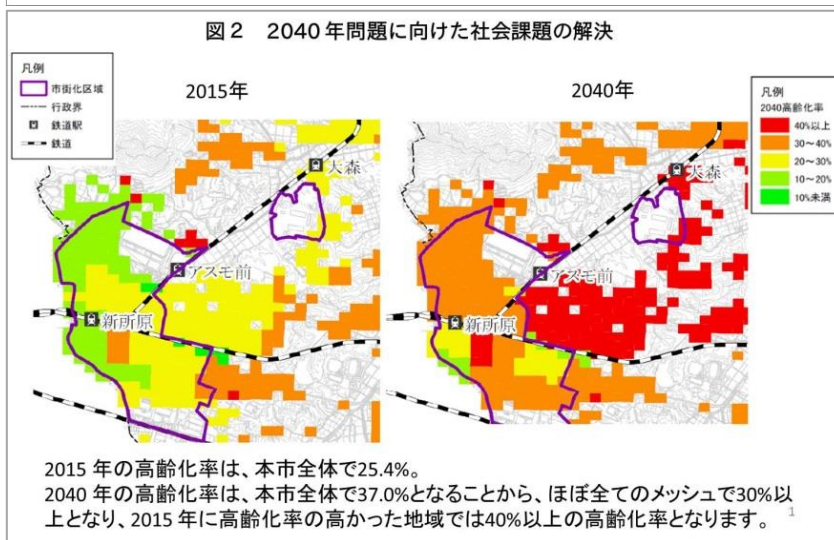 図２　2040年問題に向けた社会課題の解決
凡例
市街化区域
行政界
鉄道駅
鉄道
2015年
2040年
凡例
2040高齢化率
40%以上
30～40%
20～30%
10～20%
10%未満
大森
アスモ前
新所原
大森
アスモ前
新所原
2015 年の高齢化率は、本市全体で25.4%。
2040 年の高齢化率は、本市全体で37.0%となることから、ほぼ全てのメッシュで30%以
上となり、2015 年に高齢化率の高かった地域では40%以上の高齢化率となります。
1